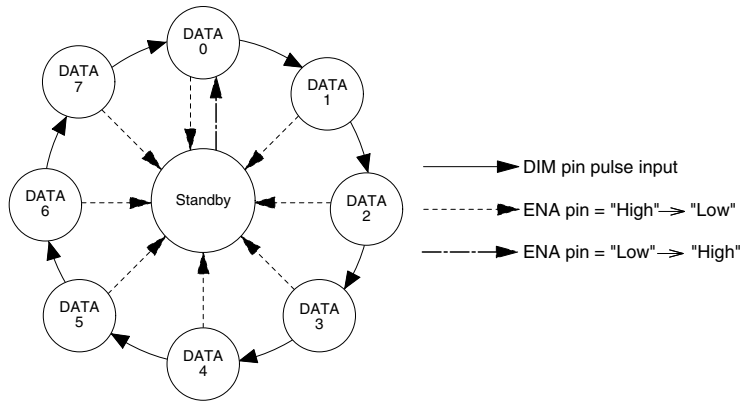 DATA
0
DATA
1
DATA
2
DATA
3
DATA
4
DATA
5
DATA
6
DATA
7
Standby
DIM pin pulse input
ENA pin = "High" → "Low"
ENA pin = "Low" → "High"